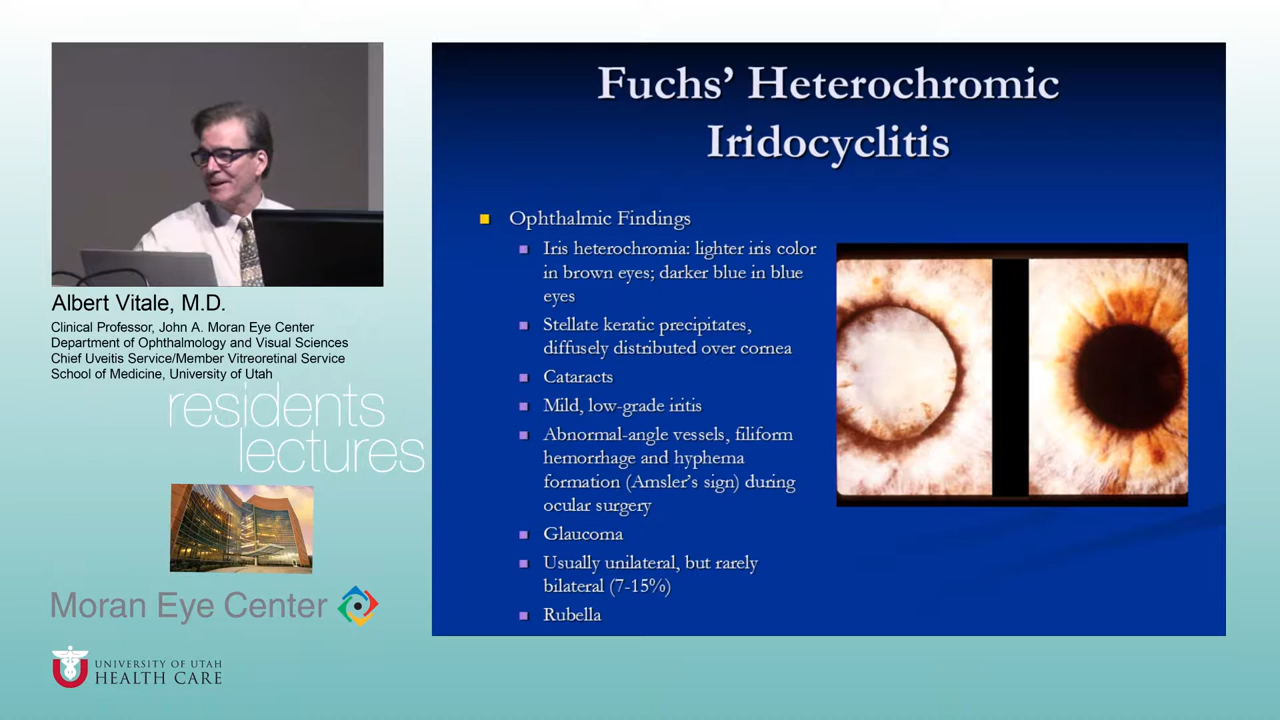 Fuchs' Heterochromic
Iridocyclitis
Ophthalmic Findings
Iris heterochromia: lighter iris color
in brown eyes; darker blue in blue
eyes
Stellate keratic precipitates,
diffusely distributed over cornea
Cataracts
Mild, low-grade iritis
Abnormal-angle vessels, filiform
hemorrhage and hyphema
formation (Amsler's sign) during
ocular surgery
Glaucoma
Usually unilateral, but rarely
bilateral (7-15%)
Rubella
Albert Vitale, M.D.
Clinical Professor, John A. Moran Eye Center
Department of Ophthalmology and Visual Sciences
Chief Uveitis Service/Member Vitreoretinal Service
School of Medicine, University of Utah
residents
lectures
Moran Eye Center
UNIVERSITY OF UTAH
HEALTH CARE